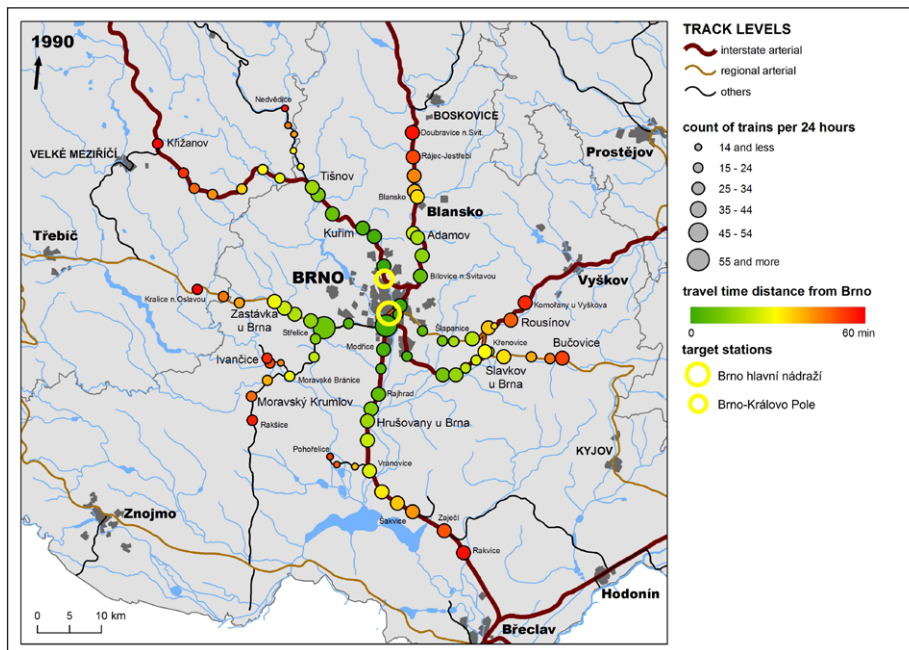 1990
Nedvědice
BOSKOVICE
Doubravice n.Svit.
Křižanov
Prostějov
VELKÉ MEZIŘÍČÍ
Rájec-Jestřebí
Tišnov
Blansko
Blansko
Kuřim
Adamov
Třebíč
BRNO
Bílovice n.Svitavou
Vyškov
Kralice n.Oslavou
Komořany u Vyškova
Zastávka
u Brna
Rousínov
Šlapanice
Střelice
Křenovice
Bučovice
Modřice
Ivančice
Slavkov
u Brna
Moravské Bránice
Moravský Krumlov
Rajhrad
Rakšice
Hrušovany u Brna
Pohořelice
KYJOV
Vranovice
Znojmo
Šakvice
Zaječí
Rakvice
Hodonín
Břeclav
0 5 10 km
TRACK LEVELS
interstate arterial
regional arterial
others
count of trains per 24 hours
14 and less
15 - 24
25 - 34
35 - 44
45 - 54
55 and more
travel time distance from Brno
0 60 min
target stations
Brno hlavní nádraží
Brno-Královo Pole